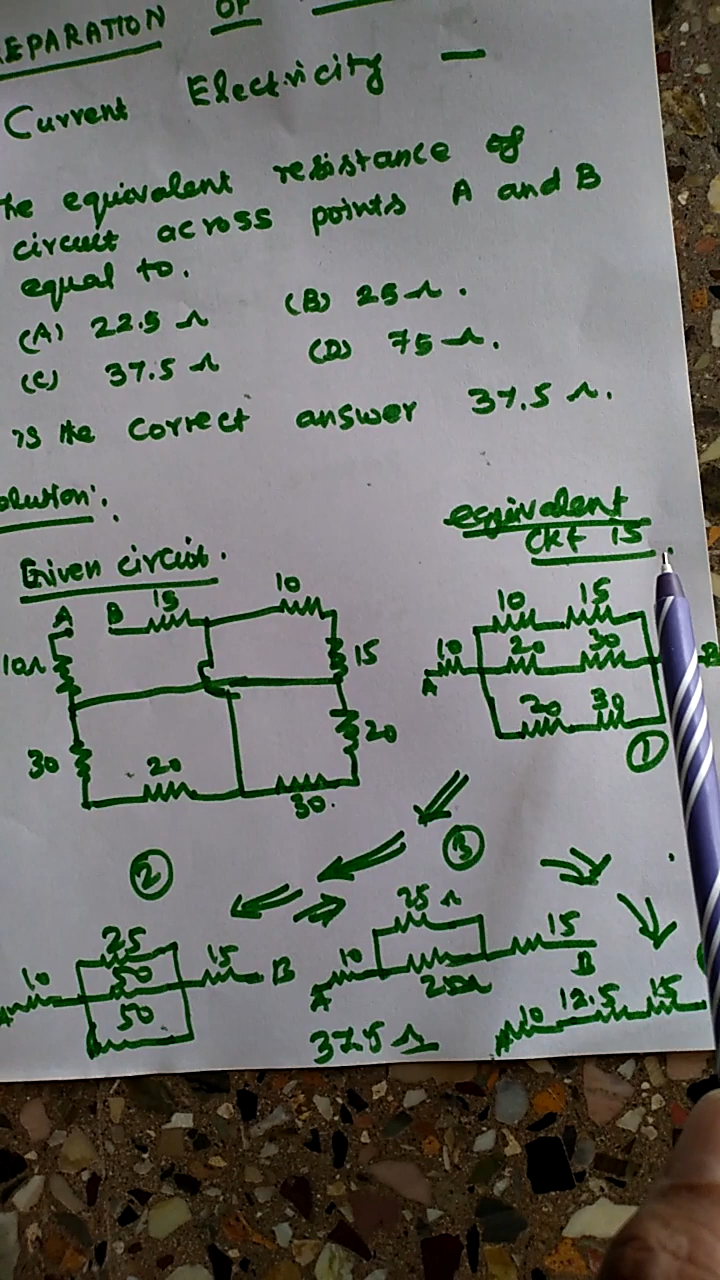 EPARATION OF
Current Electricity -
he equivalent resistance of
circuit across points A and B
equal to.
(A) 22.5 Ω (B) 25 Ω.
(C) 37.5 Ω (D) 75 Ω.
is the correct answer 37.5 Ω.
olution:.
equivalent
ckt is.
Given circuit.
A B 15 10
10Ω 15
30 20 20
30.
10 15
10 20 30 B
A 20 30
1
2 3
25 50 50
10 15 B
25 Ω
10 15
A B
37.5 Ω
A 10 12.5 15